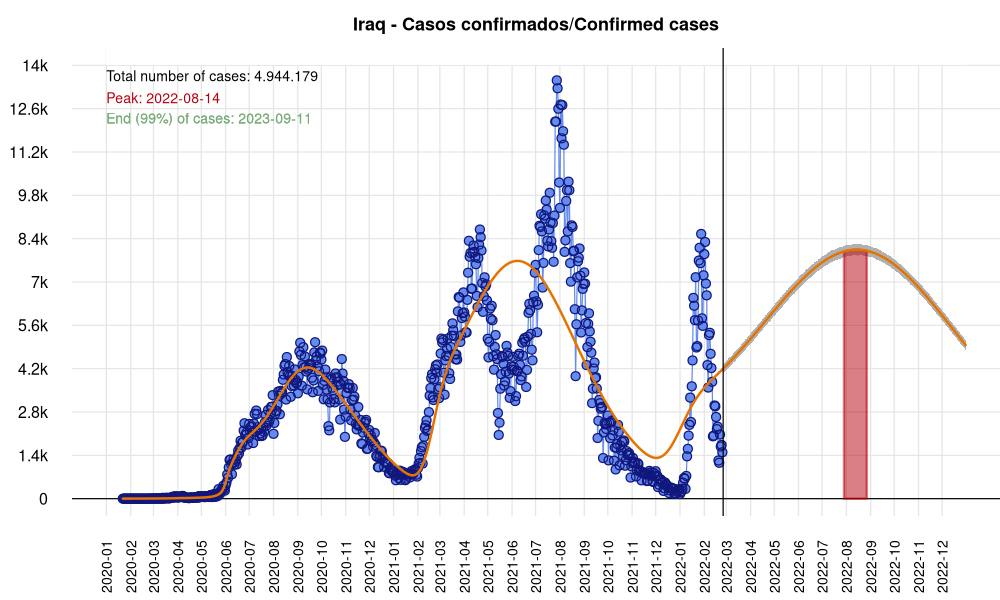 Iraq - Casos confirmados/Confirmed cases
Total number of cases: 4.944.179
Peak: 2022-08-14
End (99%) of cases: 2023-09-11
14k
12.6k
11.2k
9.8k
8.4k
7k
5.6k
4.2k
2.8k
1.4k
0
2020-01
2020-02
2020-03
2020-04
2020-05
2020-06
2020-07
2020-08
2020-09
2020-10
2020-11
2020-12
2021-01
2021-02
2021-03
2021-04
2021-05
2021-06
2021-07
2021-08
2021-09
2021-10
2021-11
2021-12
2022-01
2022-02
2022-03
2022-04
2022-05
2022-06
2022-07
2022-08
2022-09
2022-10
2022-11
2022-12